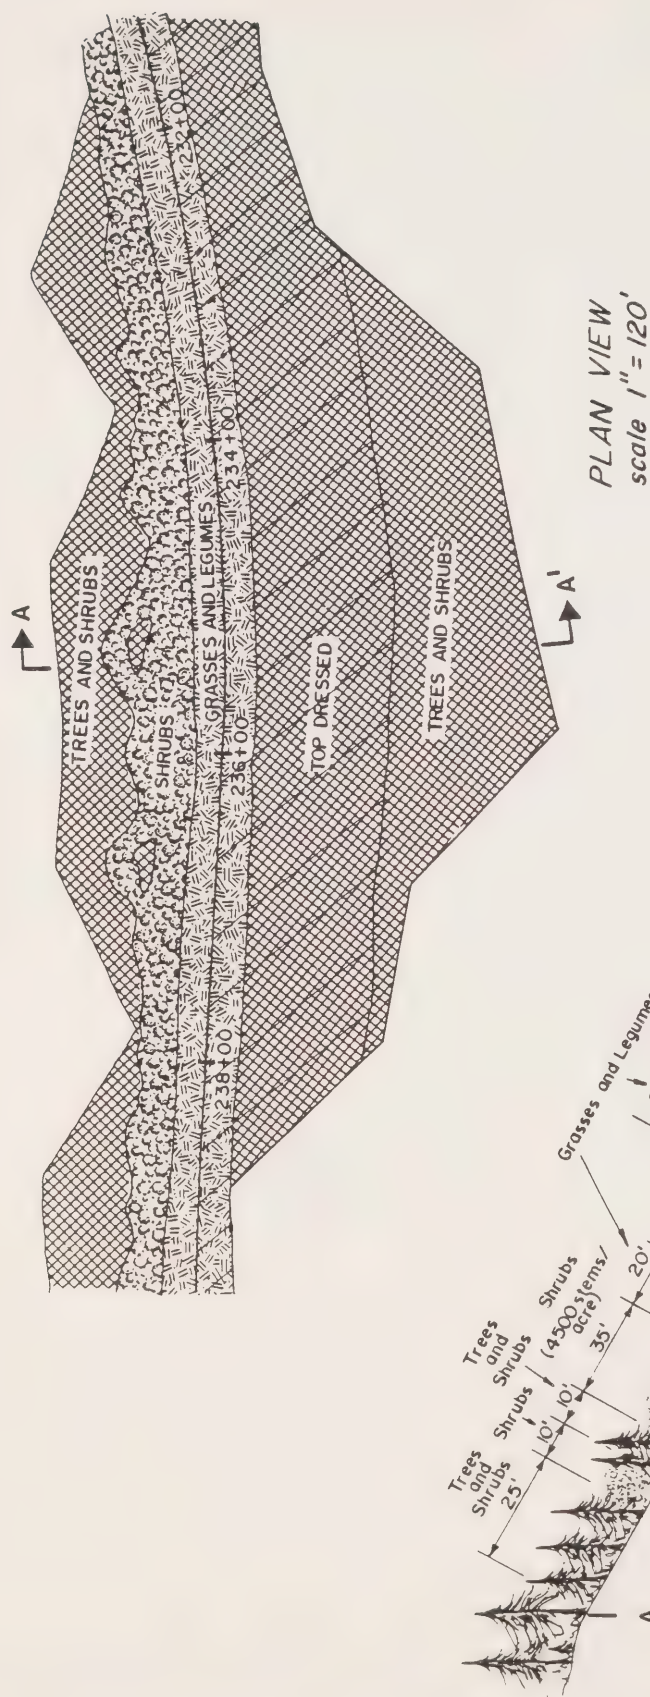 A
TREES AND SHRUBS
SHRUBS
GRASSES AND LEGUMES
232+00
234+00
236+00
238+00
TOP DRESSED
TREES AND SHRUBS
A'
PLAN VIEW
scale 1" = 120'
Trees
and
Shrubs
25'
Shrubs
10'
Trees
and
Shrubs
10'
Shrubs
(4500 stems/
acre)
35'
Grasses and Legumes
20'